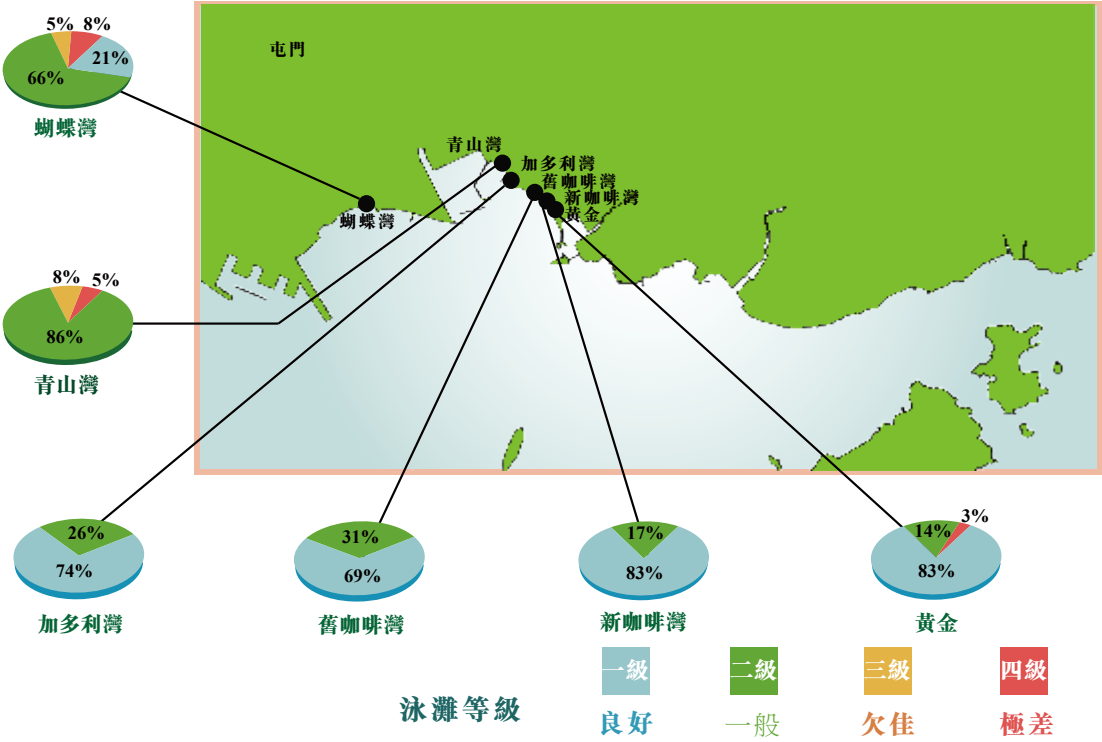 5% 8%
21%
66%
蝴蝶灣
屯門
青山灣
加多利灣
舊咖啡灣
新咖啡灣
黃金
蝴蝶灣
8% 5%
86%
青山灣
26%
74%
加多利灣
31%
69%
舊咖啡灣
17%
83%
新咖啡灣
14% 3%
83%
黃金
泳灘等級
一級 二級 三級 四級
良好 一般 欠佳 極差